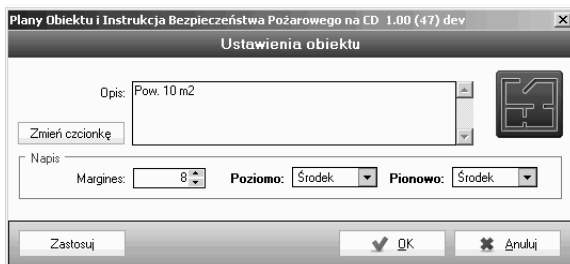 Plany Obiektu i Instrukcja Bezpieczeństwa Pożarowego na CD 1.00 (47) dev
Ustawienia obiektu
Opis: Pow. 10 m2
Zmień czcionkę
Napis
Margines: 8 Poziomo: Środek Pionowo: Środek
Zastosuj OK Anuluj